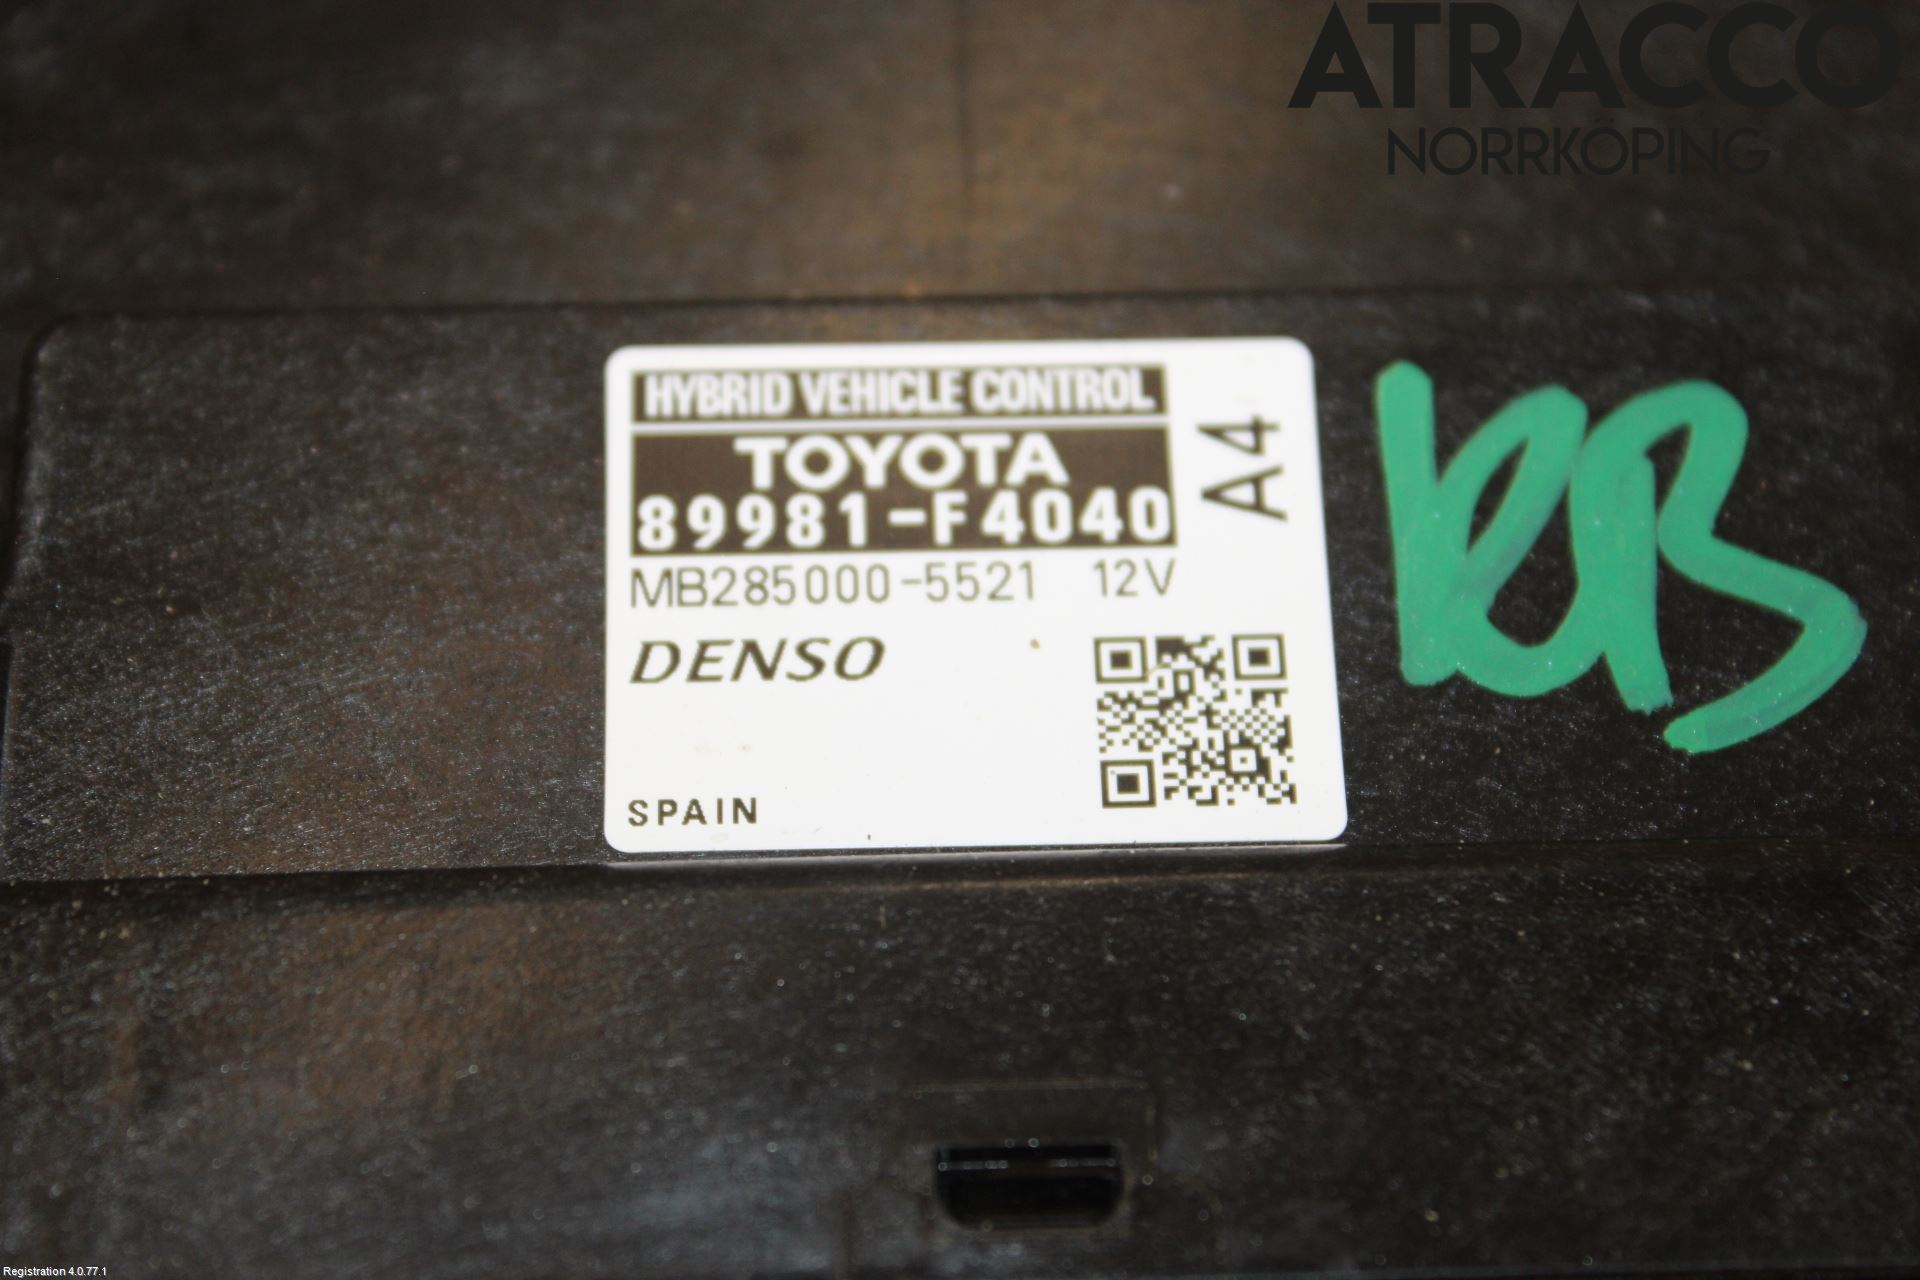 ATRACCO
NORRKÖPING
HYBRID VEHICLE CONTROL
TOYOTA
89981-F4040
A4
MB285000-5521 12V
DENSO
SPAIN
Registration 4.0.77.1